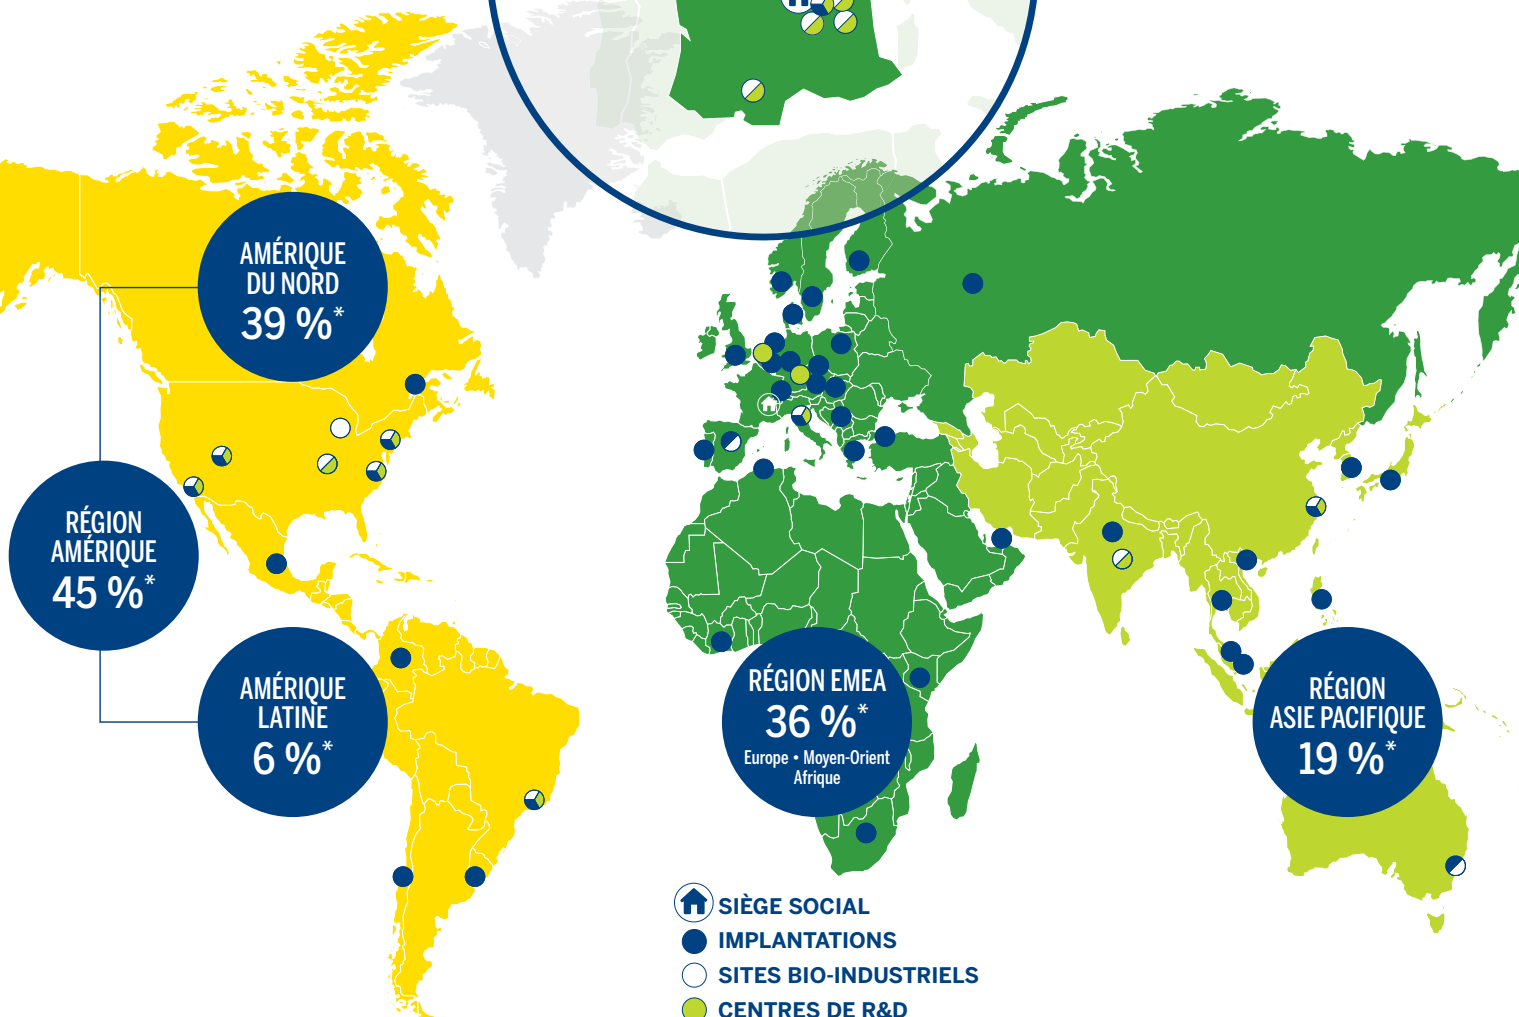 AMÉRIQUE
DU NORD
39 %*
RÉGION
AMÉRIQUE
45 %*
AMÉRIQUE
LATINE
6 %*
RÉGION EMEA
36 %*
Europe • Moyen-Orient
Afrique
RÉGION
ASIE PACIFIQUE
19 %*
SIÈGE SOCIAL
IMPLANTATIONS
SITES BIO-INDUSTRIELS
CENTRES DE R&D